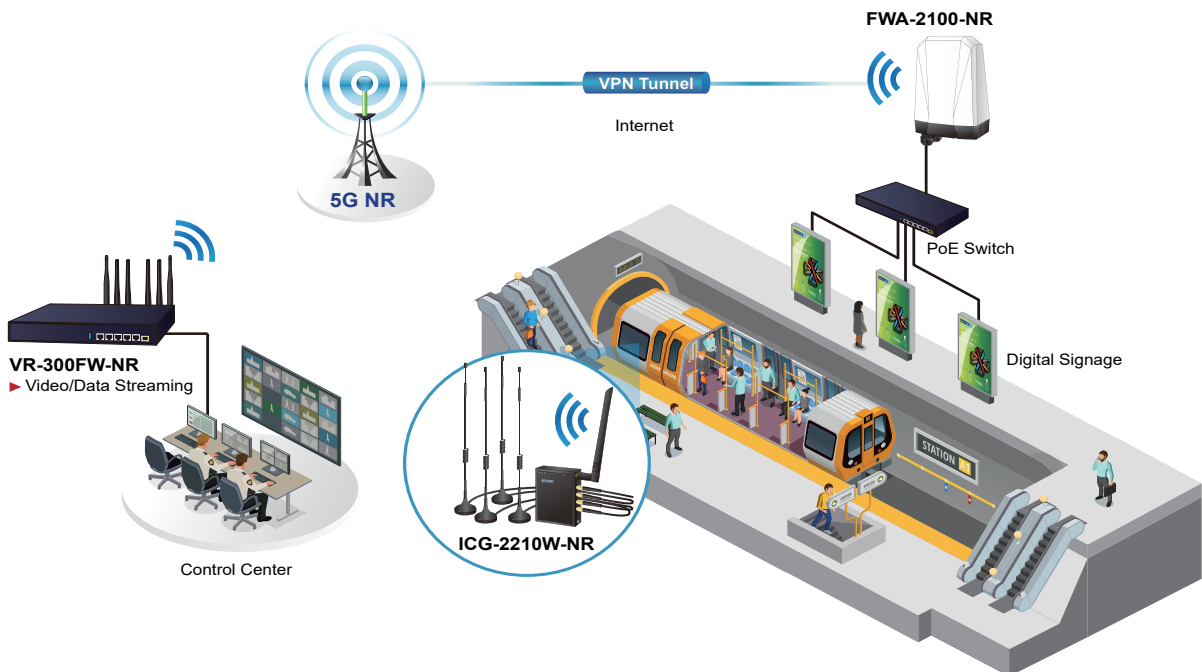 FWA-2100-NR
VPN Tunnel
Internet
5G NR
PoE Switch
VR-300FW-NR
► Video/Data Streaming
Digital Signage
STATION A1
ICG-2210W-NR
Control Center